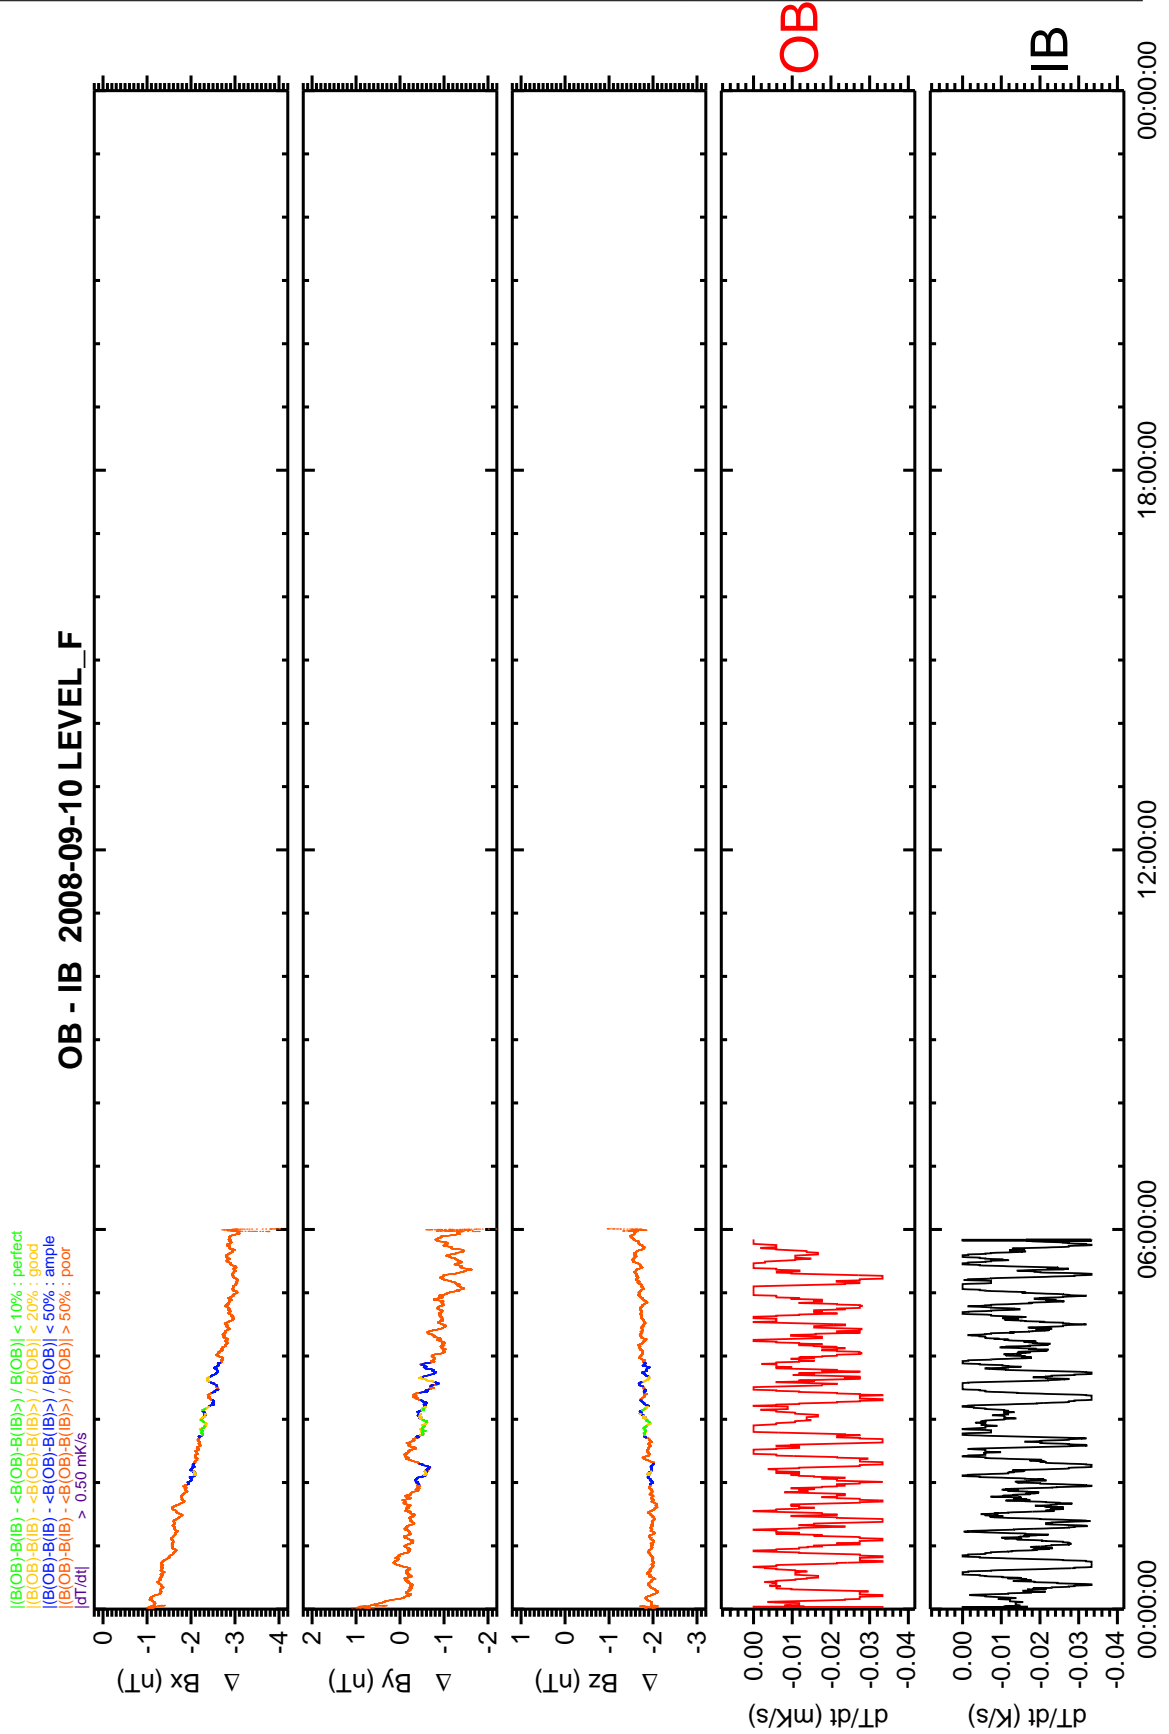 |(B(OB)-B(IB) - <B(OB)-B(IB)>) / B(OB)| < 10% : perfect
|(B(OB)-B(IB) - <B(OB)-B(IB)>) / B(OB)| < 20% : good
|(B(OB)-B(IB) - <B(OB)-B(IB)>) / B(OB)| < 50% : ample
|(B(OB)-B(IB) - <B(OB)-B(IB)>) / B(OB)| > 50% : poor
|dT/dt| > 0.50 mK/s
OB - IB 2008-09-10 LEVEL_F
0
-1
-2
-3
-4
Δ Bx (nT)
2
1
0
-1
-2
Δ By (nT)
1
0
-1
-2
-3
Δ Bz (nT)
0.00
-0.01
-0.02
-0.03
-0.04
dT/dt (mK/s)
OB
0.00
-0.01
-0.02
-0.03
-0.04
dT/dt (K/s)
IB
00:00:00
06:00:00
12:00:00
18:00:00
00:00:00